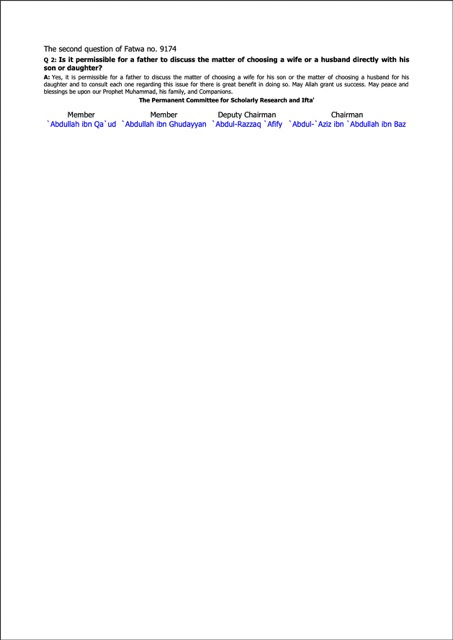 The second question of Fatwa no. 9174
Q 2: Is it permissible for a father to discuss the matter of choosing a wife or a husband directly with his
son or daughter?
A: Yes, it is permissible for a father to discuss the matter of choosing a wife for his son or the matter of choosing a husband for his
daughter and to consult each one regarding this issue for there is great benefit in doing so. May Allah grant us success. May peace and
blessings be upon our Prophet Muhammad, his family, and Companions.
The Permanent Committee for Scholarly Research and Ifta'
Member Member Deputy Chairman Chairman
`Abdullah ibn Qa`ud `Abdullah ibn Ghudayyan `Abdul-Razzaq `Afify `Abdul-`Aziz ibn `Abdullah ibn Baz